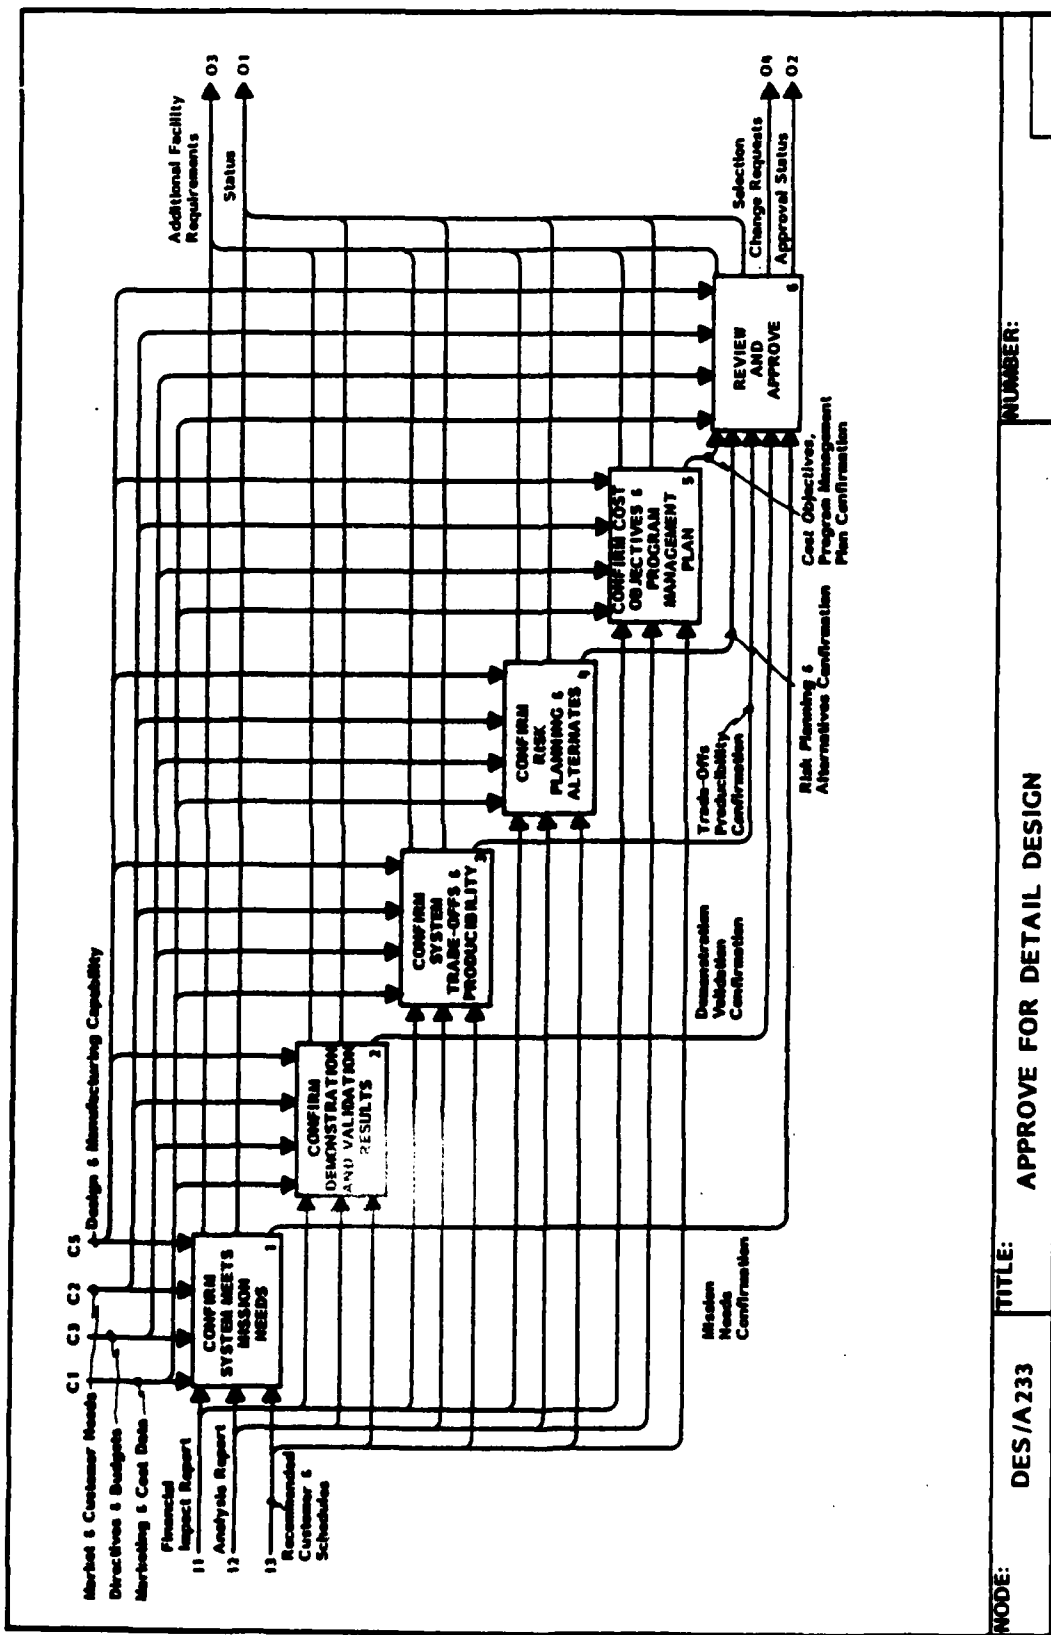 C1
C3
C2
C5
Market & Customer Needs
Directives & Budgets
Marketing & Cost Data
Design & Manufacturing Capability
Financial
Impact Report
I1
Analysis Report
I2
I3
Recommended
Customer &
Schedules
CONFIRM
SYSTEM MEETS
MISSION
NEEDS
1
CONFIRM
DEMONSTRATION
AND VALIDATION
RESULTS
2
CONFIRM
SYSTEM
TRADE-OFFS &
PRODUCIBILITY
3
CONFIRM
RISK
PLANNING &
ALTERNATES
4
CONFIRM COST
OBJECTIVES &
PROGRAM
MANAGEMENT
PLAN
5
REVIEW
AND
APPROVE
6
Additional Facility
Requirements
O3
Status
O1
Selection
Change Requests
O4
Approval Status
O2
Mission
Needs
Confirmation
Demonstration
Validation
Confirmation
Trade-Offs
Producibility
Confirmation
Risk Planning &
Alternatives Confirmation
Cost Objectives,
Program Management
Plan Confirmation
NODE:
DES/A233
TITLE:
APPROVE FOR DETAIL DESIGN
NUMBER: